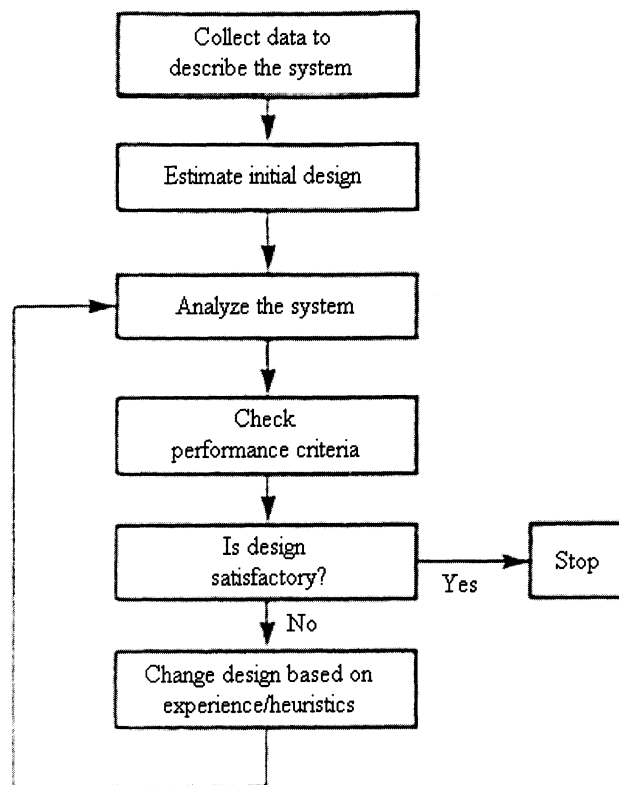 Collect data to
describe the system
Estimate initial design
Analyze the system
Check
performance criteria
Is design
satisfactory?
Yes
Stop
No
Change design based on
experience/heuristics